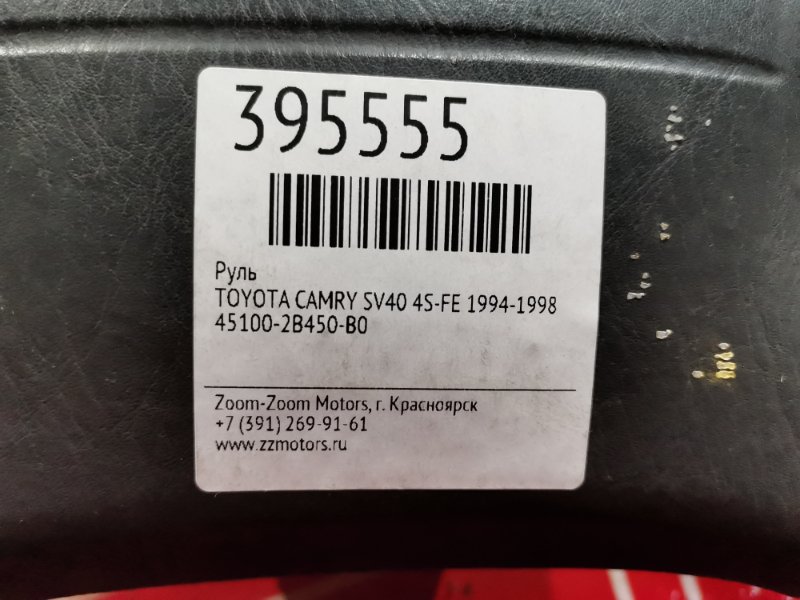 395555
Руль
TOYOTA CAMRY SV40 4S-FE 1994-1998
45100-2B450-B0
Zoom-Zoom Motors, г. Красноярск
+7 (391) 269-91-61
www.zzmotors.ru